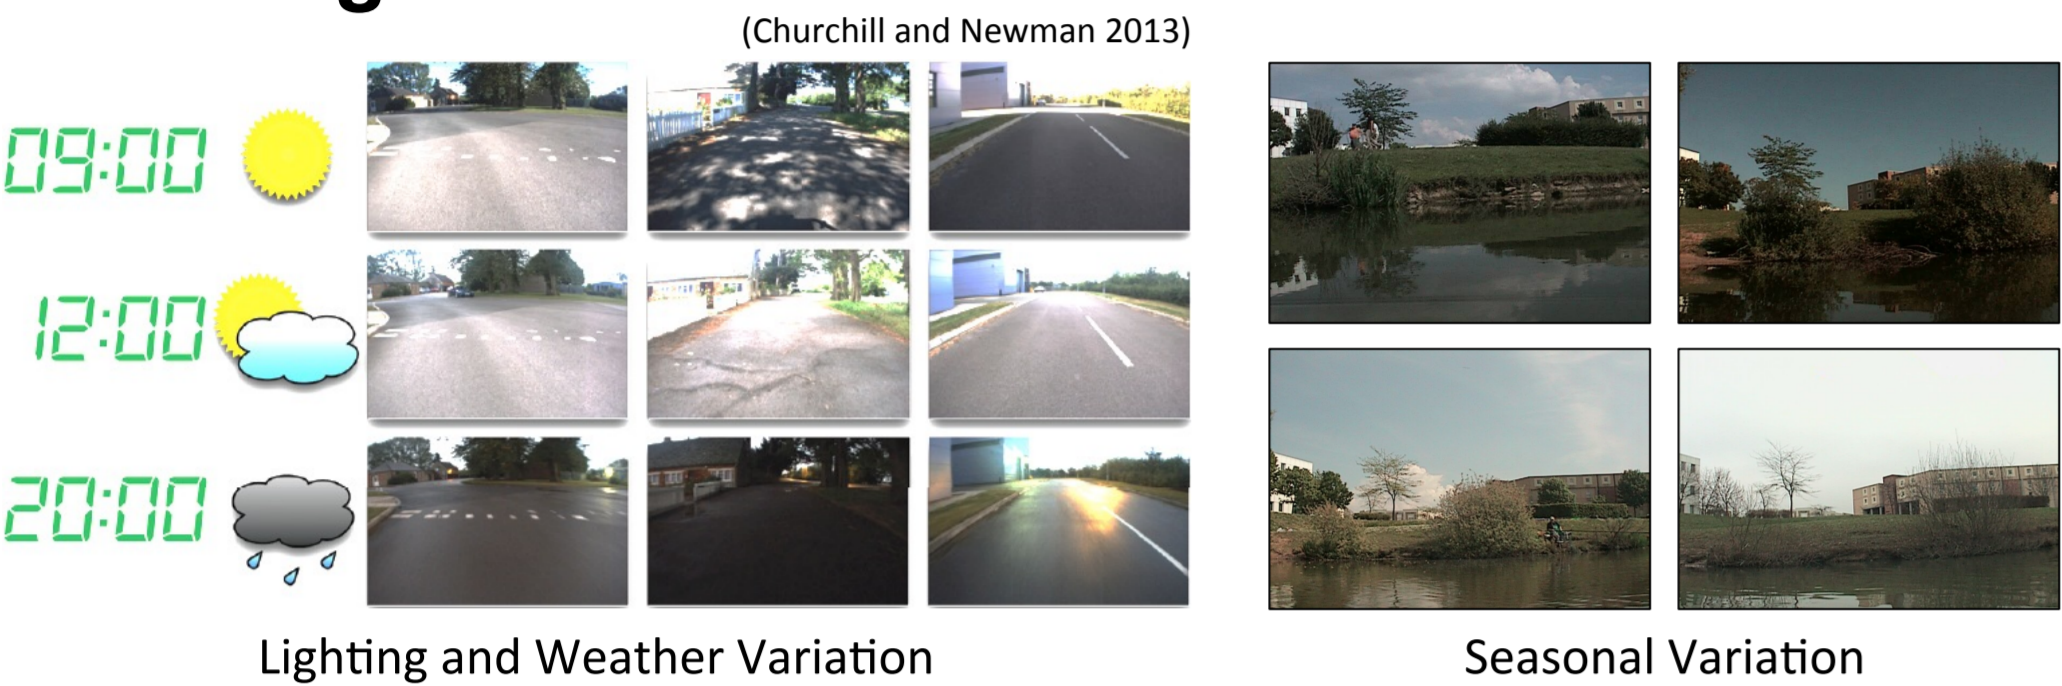 (Churchill and Newman 2013)
09:00
12:00
20:00
Lighting and Weather Variation
Seasonal Variation